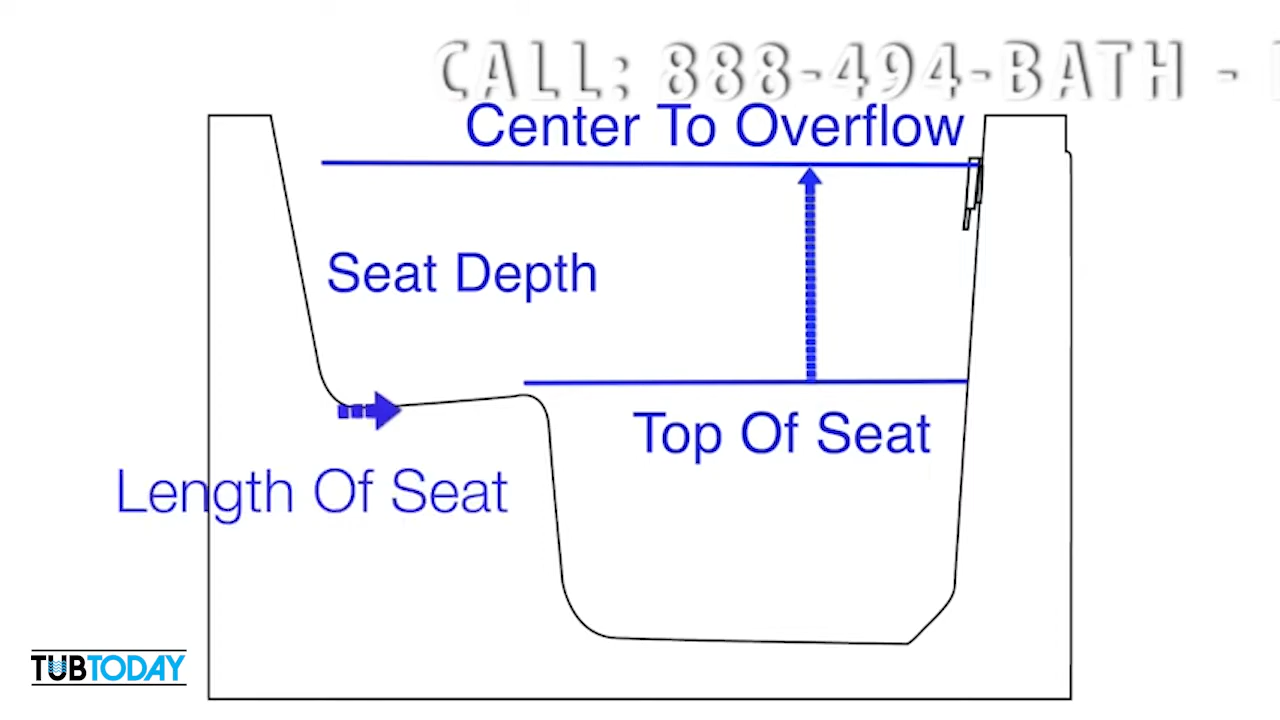 CALL: 888-494-BATH -
Center To Overflow
Seat Depth
Top Of Seat
Length Of Seat
TUBTODAY